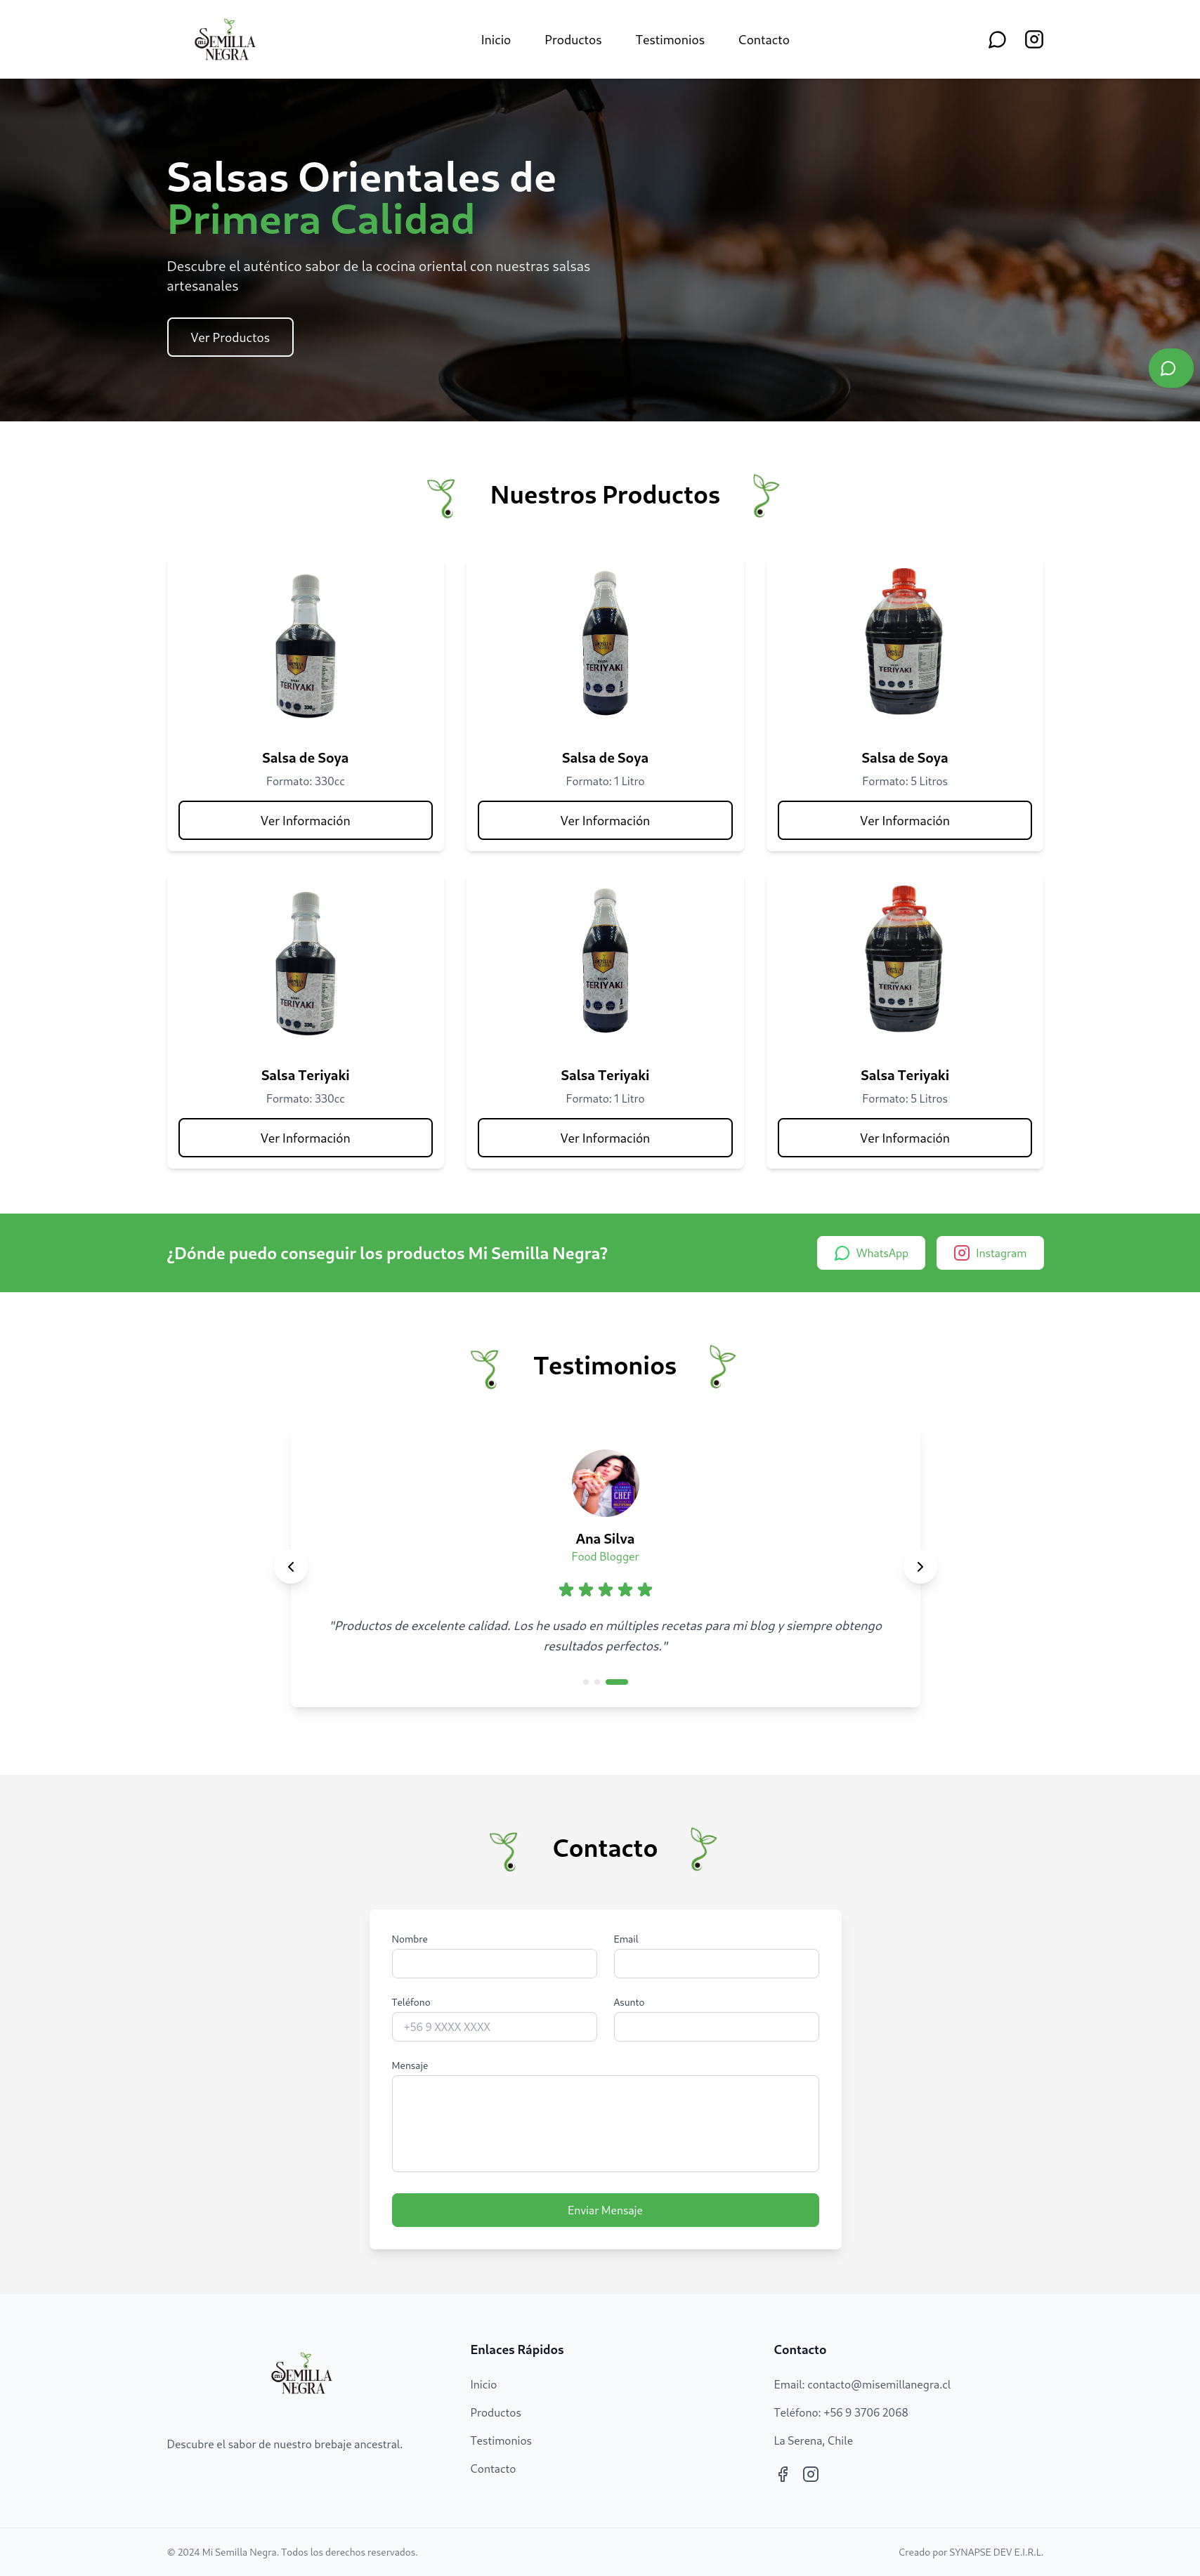 mi SEMILLA
NEGRA
Inicio
Productos
Testimonios
Contacto
Salsas Orientales de
Primera Calidad
Descubre el auténtico sabor de la cocina oriental con nuestras salsas
artesanales
Ver Productos
Nuestros Productos
TERIYAKI
TERIYAKI
TERIYAKI
Salsa de Soya
Salsa de Soya
Salsa de Soya
Formato: 330cc
Formato: 1 Litro
Formato: 5 Litros
Ver Información
Ver Información
Ver Información
TERIYAKI
TERIYAKI
TERIYAKI
Salsa Teriyaki
Salsa Teriyaki
Salsa Teriyaki
Formato: 330cc
Formato: 1 Litro
Formato: 5 Litros
Ver Información
Ver Información
Ver Información
¿Dónde puedo conseguir los productos Mi Semilla Negra?
WhatsApp
Instagram
Testimonios
CHEF
Ana Silva
Food Blogger
"Productos de excelente calidad. Los he usado en múltiples recetas para mi blog y siempre obtengo
resultados perfectos."
Contacto
Nombre
Email
Teléfono
Asunto
+56 9 XXXX XXXX
Mensaje
Enviar Mensaje
mi SEMILLA
NEGRA
Descubre el sabor de nuestro brebaje ancestral.
Enlaces Rápidos
Inicio
Productos
Testimonios
Contacto
Contacto
Email: contacto@misemillanegra.cl
Teléfono: +56 9 3706 2068
La Serena, Chile
© 2024 Mi Semilla Negra. Todos los derechos reservados.
Creado por SYNAPSE DEV E.I.R.L.